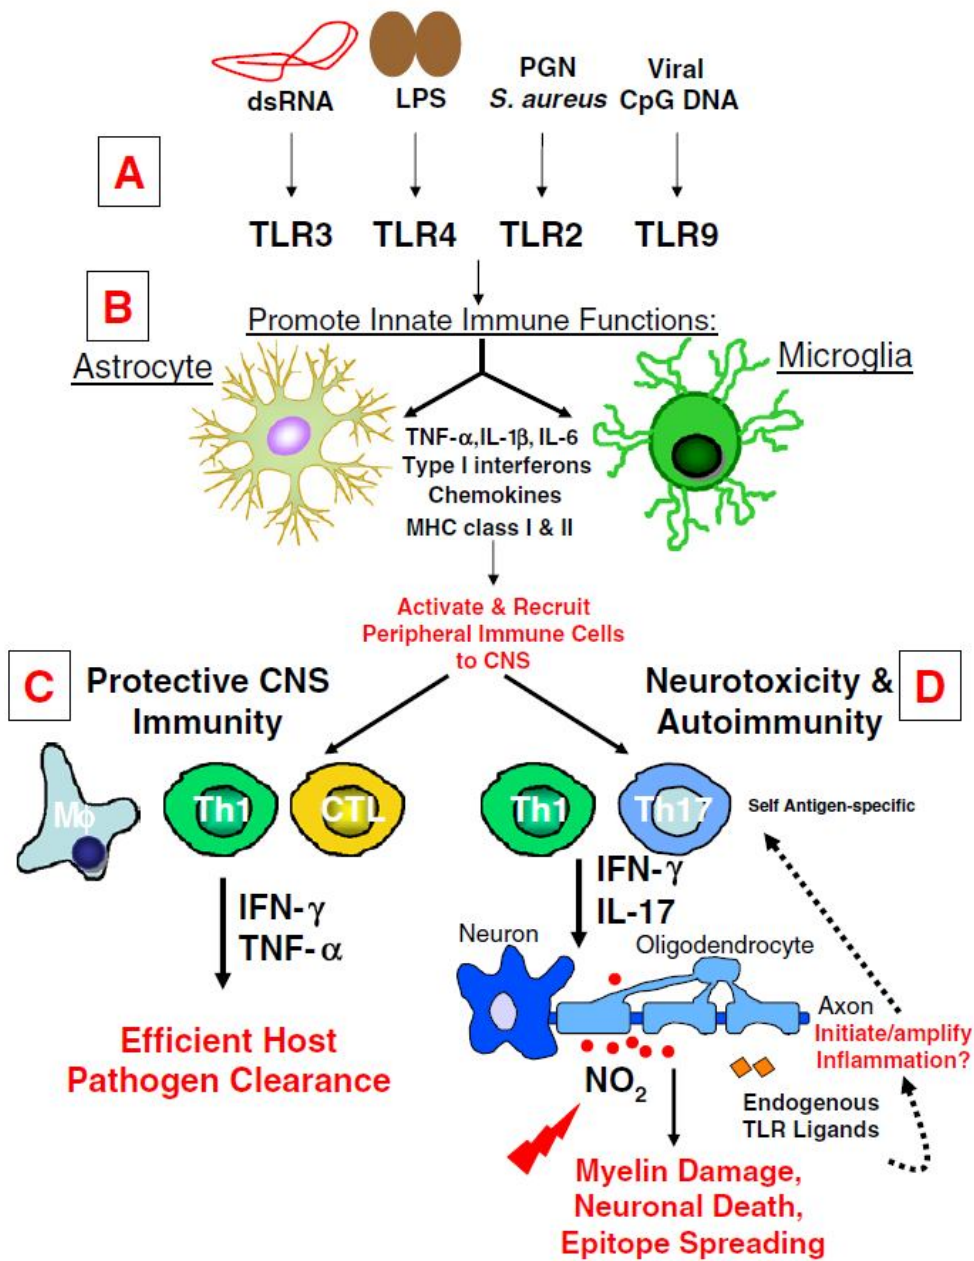 dsRNA
LPS
PGN
S. aureus
Viral
CpG DNA
A
TLR3
TLR4
TLR2
TLR9
B
Promote Innate Immune Functions:
Astrocyte
Microglia
TNF-α,IL-1β, IL-6
Type I interferons
Chemokines
MHC class I & II
Activate & Recruit
Peripheral Immune Cells
to CNS
C
Protective CNS
Immunity
Neurotoxicity &
Autoimmunity
D
Mϕ
Th1
CTL
Th1
Th17
Self Antigen-specific
IFN-γ
TNF-α
IFN-γ
IL-17
Neuron
Oligodendrocyte
Axon
Efficient Host
Pathogen Clearance
Initiate/amplify
Inflammation?
NO2
Endogenous
TLR Ligands
Myelin Damage,
Neuronal Death,
Epitope Spreading